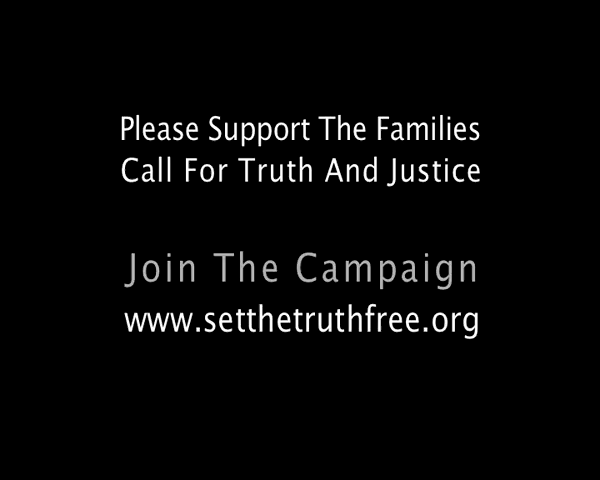 Please Support The Families
Call For Truth And Justice
Join The Campaign
www.setthetruthfree.org